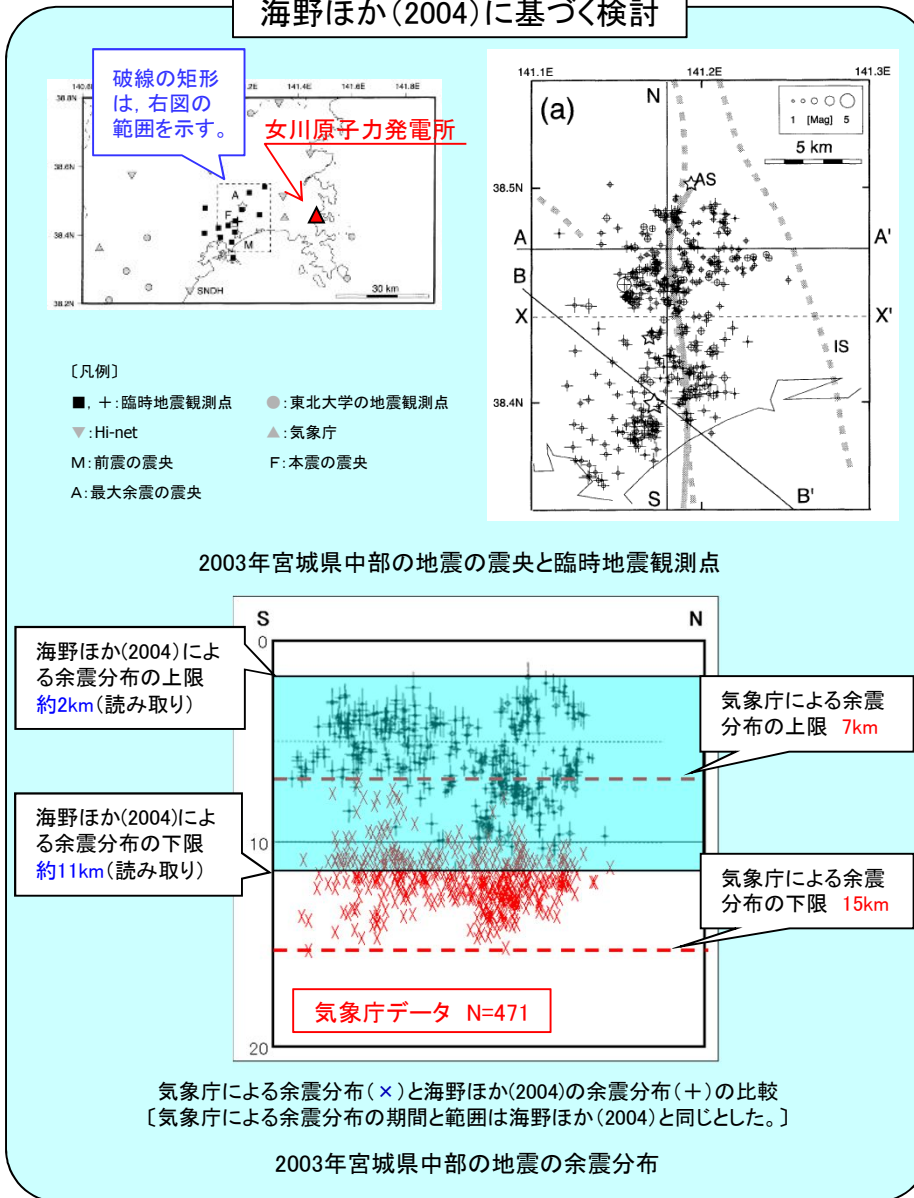 海野ほか(2004)に基づく検討
破線の矩形
は，右図の
範囲を示す。
女川原子力発電所
140.8E
141.4E
141.6E
38.8N
38.6N
38.4N
38.2N
A
F
M
SNDH
30 km
〔凡例〕
■，＋：臨時地震観測点
●：東北大学の地震観測点
▼：Hi-net
▲：気象庁
M：前震の震央
F：本震の震央
A：最大余震の震央
141.1E
141.2E
141.3E
(a)
N
1 [Mag] 5
5 km
38.5N
AS
A
A'
B
X
X'
IS
38.4N
S
B'
2003年宮城県中部の地震の震央と臨時地震観測点
S
N
0
10
20
海野ほか(2004)によ
る余震分布の上限
約2km(読み取り)
気象庁による余震
分布の上限 7km
海野ほか(2004)によ
る余震分布の下限
約11km(読み取り)
気象庁による余震
分布の下限 15km
気象庁データ N=471
気象庁による余震分布(×)と海野ほか(2004)の余震分布(＋)の比較
〔気象庁による余震分布の期間と範囲は海野ほか(2004)と同じとした。〕
2003年宮城県中部の地震の余震分布